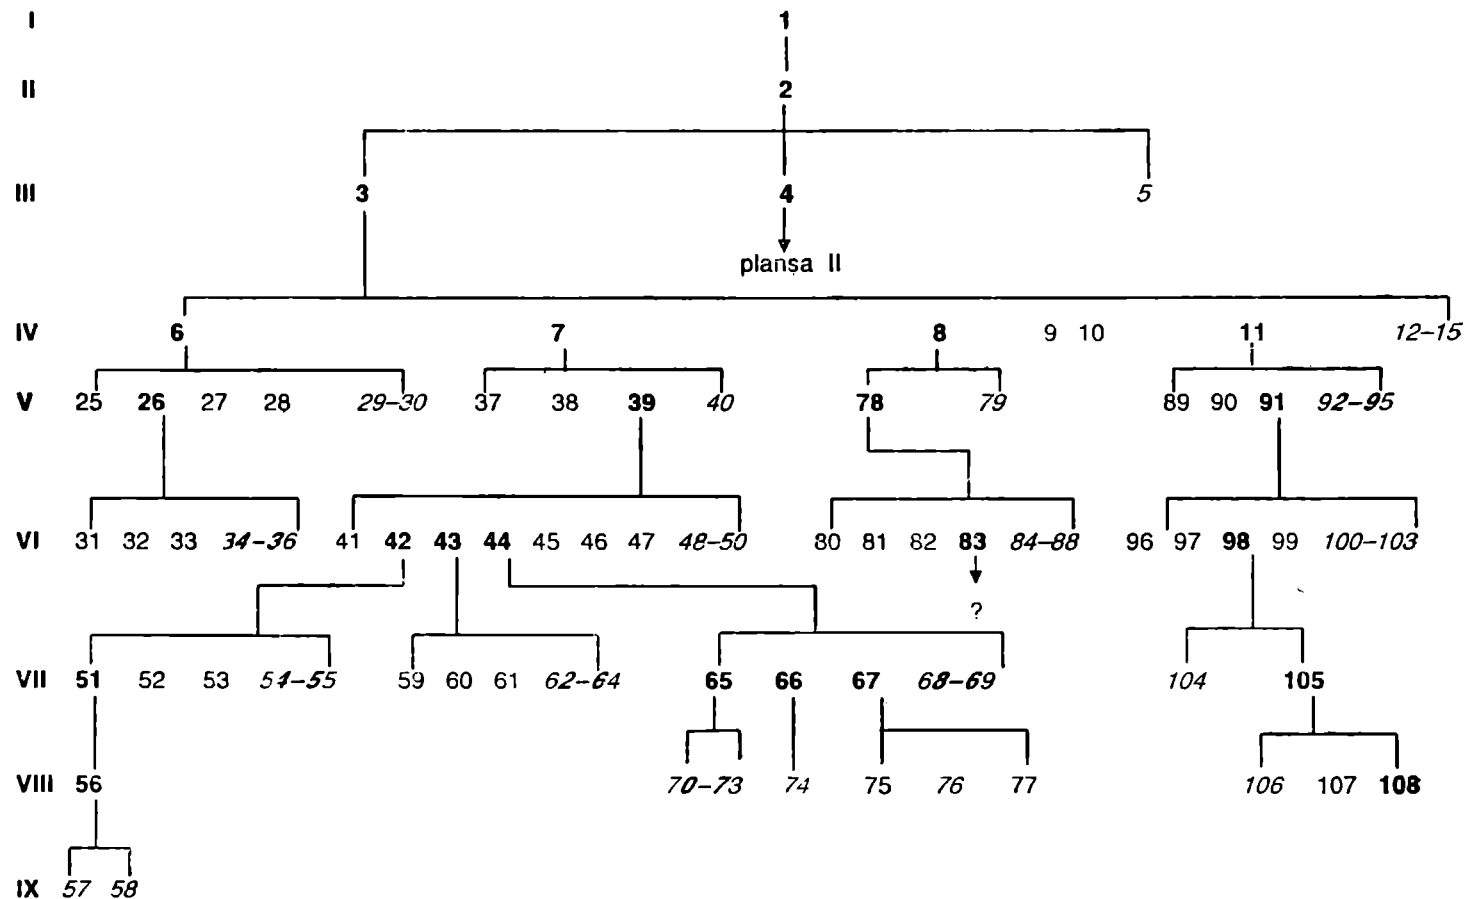 I 1
II 2
III 3 4 5
planșa II
IV 6 7 8 9 10 11 12–15
V 25 26 27 28 29–30 37 38 39 40 78 79 89 90 91 92–95
VI 31 32 33 34–36 41 42 43 44 45 46 47 48–50 80 81 82 83 84–88 96 97 98 99 100–103
?
VII 51 52 53 54–55 59 60 61 62–64 65 66 67 68–69 104 105
VIII 56 70–73 74 75 76 77 106 107 108
IX 57 58